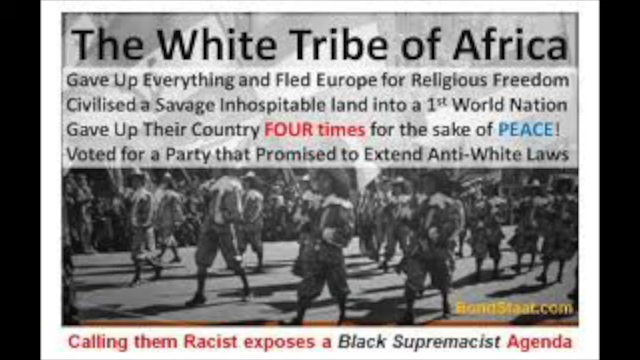 The White Tribe of Africa
Gave Up Everything and Fled Europe for Religious Freedom
Civilised a Savage Inhospitable land into a 1st World Nation
Gave Up Their Country FOUR times for the sake of PEACE!
Voted for a Party that Promised to Extend Anti-White Laws
BondStaat.com
Calling them Racist exposes a Black Supremacist Agenda